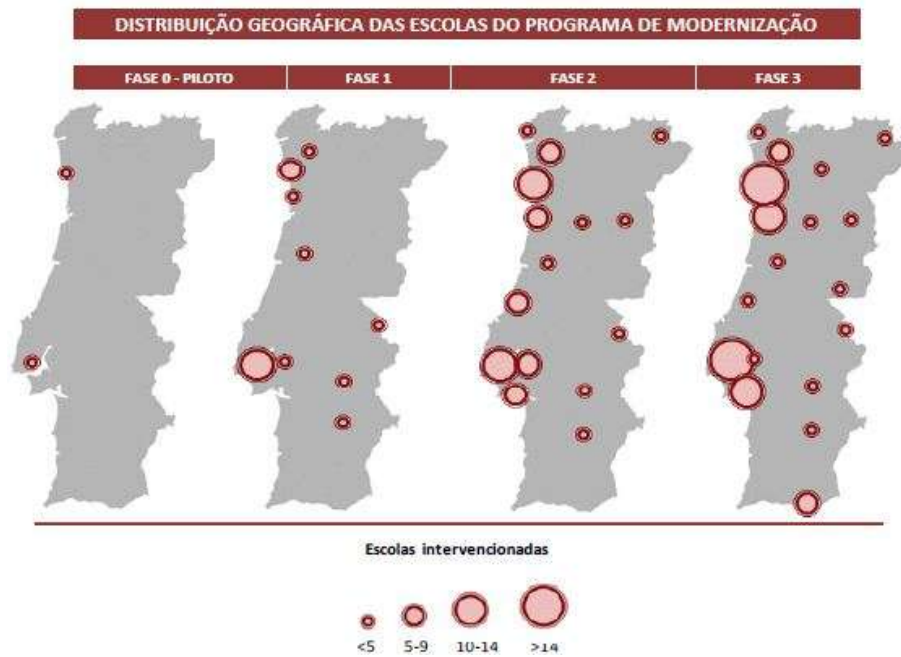 DISTRIBUIÇÃO GEOGRÁFICA DAS ESCOLAS DO PROGRAMA DE MODERNIZAÇÃO
FASE 0 - PILOTO FASE 1 FASE 2 FASE 3
Escolas intervencionadas
<5 5-9 10-14 >14